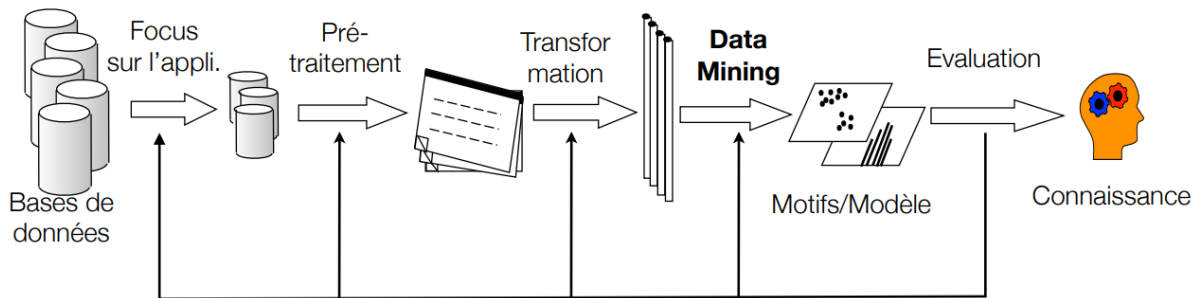 Focus
sur l'appli.
Pré-
traitement
Transfor
mation
Data
Mining
Evaluation
Bases de
données
Motifs/Modèle
Connaissance